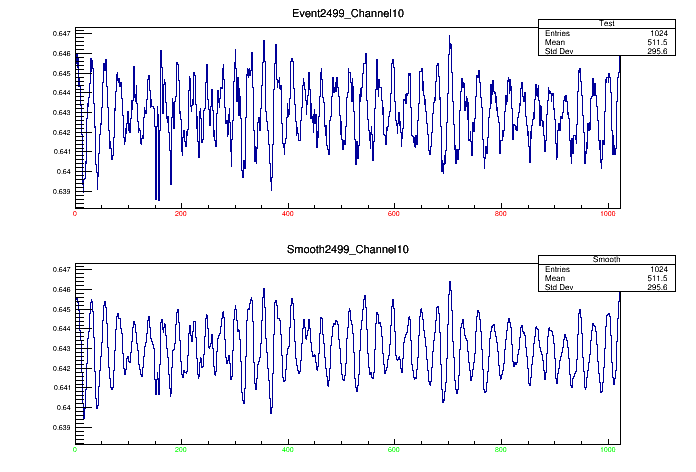 Event2499_Channel10
Test
Entries 1024
Mean 511.5
Std Dev 295.6
0.647
0.646
0.645
0.644
0.643
0.642
0.641
0.64
0.639
0 200 400 600 800 1000
Smooth2499_Channel10
Smooth
Entries 1024
Mean 511.5
Std Dev 295.6
0.647
0.646
0.645
0.644
0.643
0.642
0.641
0.64
0.639
0 200 400 600 800 1000